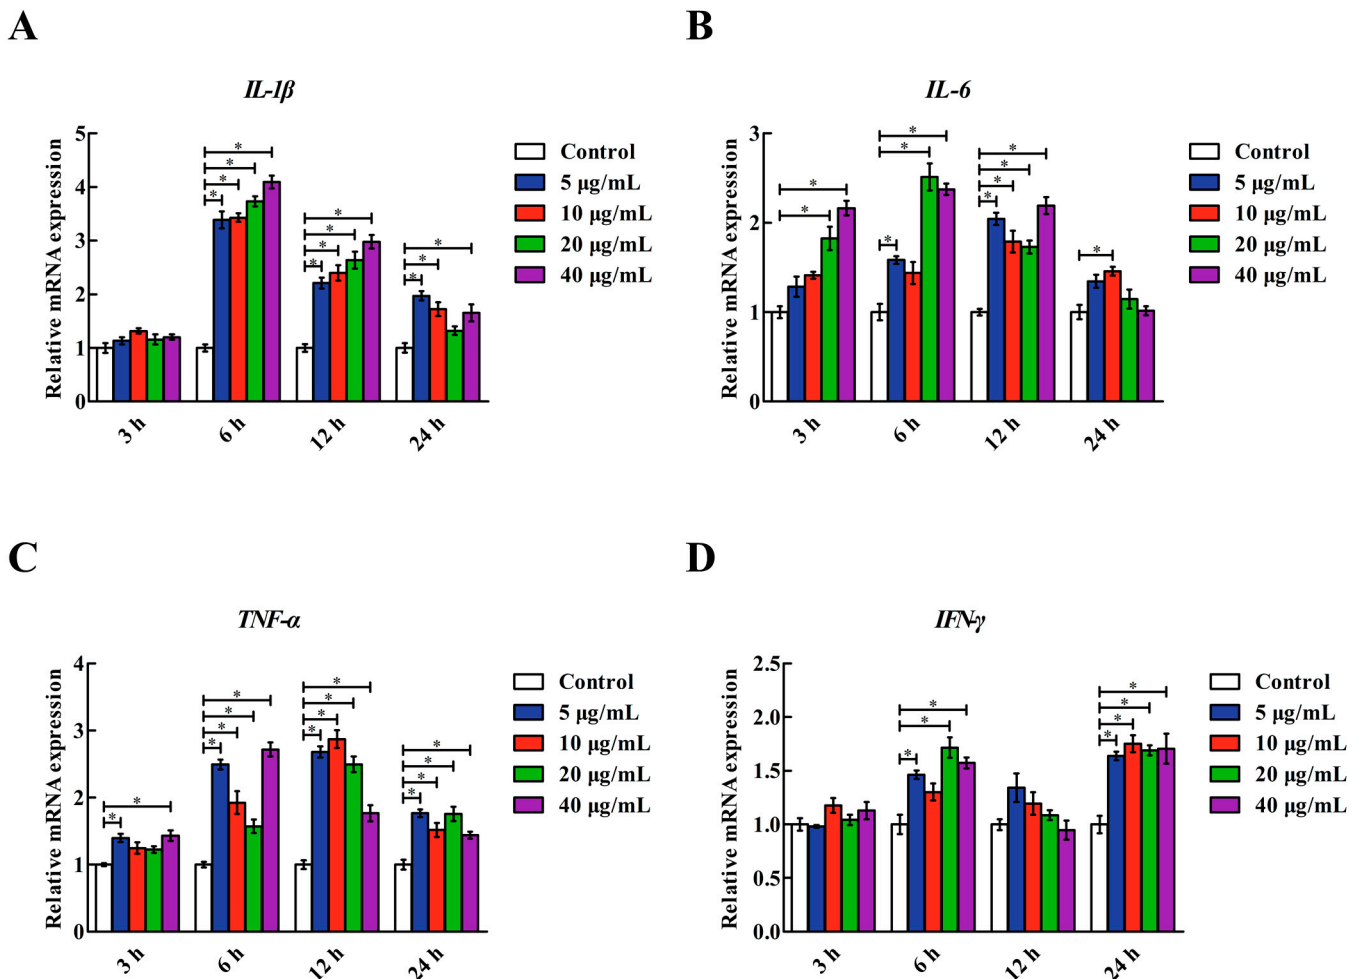 A
IL-1β
Relative mRNA expression
5
4
3
2
1
0
* * * *
* * * *
* * *
3 h 6 h 12 h 24 h
Control
5 μg/mL
10 μg/mL
20 μg/mL
40 μg/mL
B
IL-6
Relative mRNA expression
3
2
1
0
* *
* * *
* * * *
*
3 h 6 h 12 h 24 h
Control
5 μg/mL
10 μg/mL
20 μg/mL
40 μg/mL
C
TNF-α
Relative mRNA expression
4
3
2
1
0
* *
* * * *
* * * *
* * * *
3 h 6 h 12 h 24 h
Control
5 μg/mL
10 μg/mL
20 μg/mL
40 μg/mL
D
IFN-γ
Relative mRNA expression
2.5
2.0
1.5
1.0
0.5
0.0
* * *
* * * *
3 h 6 h 12 h 24 h
Control
5 μg/mL
10 μg/mL
20 μg/mL
40 μg/mL